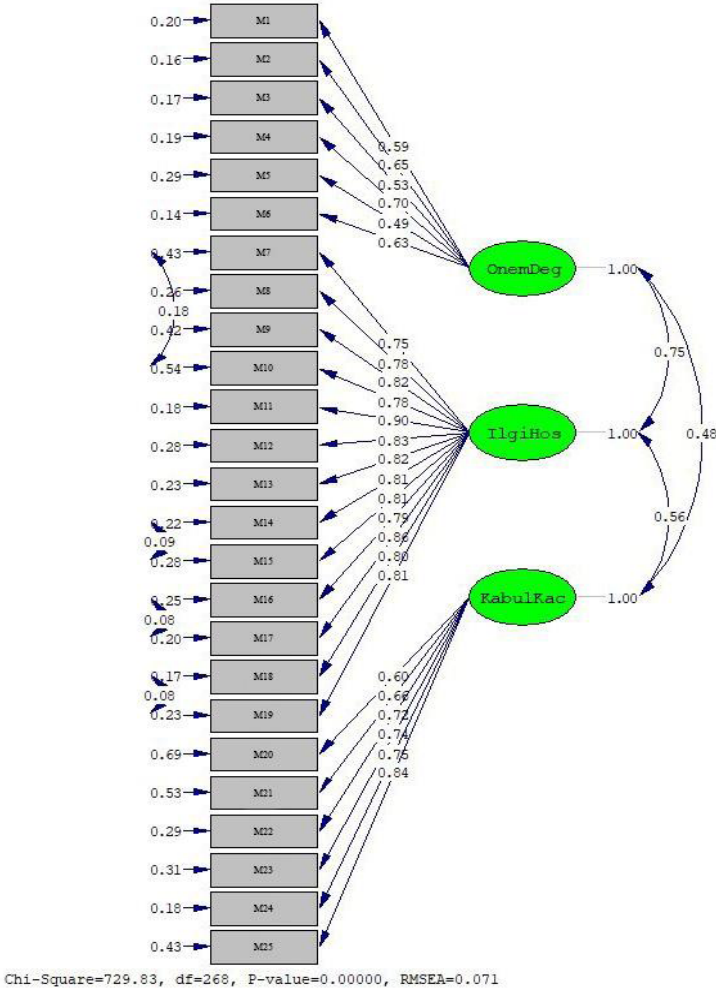 0.20 M1
0.16 M2
0.17 M3
0.19 M4
0.29 M5
0.14 M6
0.43 M7
0.26 M8
0.18
0.42 M9
0.54 M10
0.18 M11
0.28 M12
0.23 M13
0.22 M14
0.09
0.28 M15
0.25 M16
0.08
0.20 M17
0.17 M18
0.08
0.23 M19
0.69 M20
0.53 M21
0.29 M22
0.31 M23
0.18 M24
0.43 M25
0.59
0.65
0.53
0.70
0.49
0.63
0.75
0.78
0.82
0.78
0.90
0.83
0.82
0.81
0.81
0.79
0.86
0.80
0.81
0.60
0.66
0.72
0.74
0.75
0.84
OnemDeg 1.00
IlgiHos 1.00
KabulKac 1.00
0.75
0.48
0.56
Chi-Square=729.83, df=268, P-value=0.00000, RMSEA=0.071